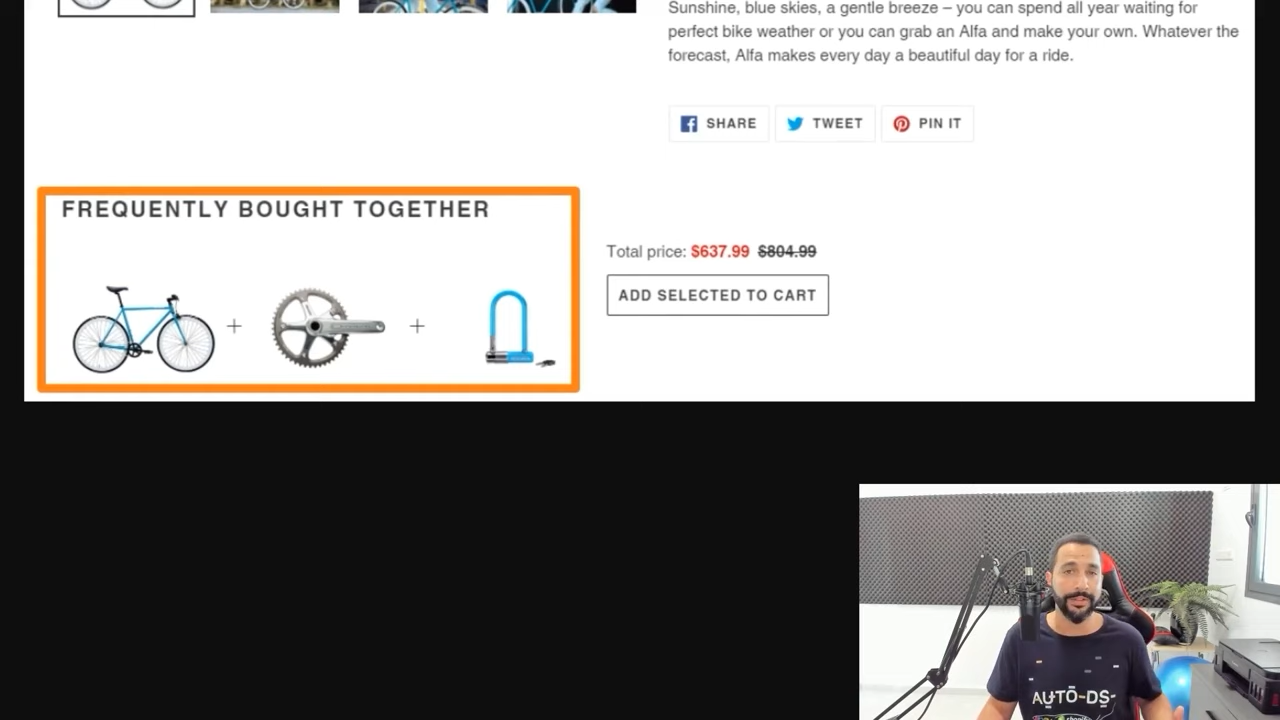 Sunshine, blue skies, a gentle breeze – you can spend all year waiting for
perfect bike weather or you can grab an Alfa and make your own. Whatever the
forecast, Alfa makes every day a beautiful day for a ride.
SHARE TWEET PIN IT
FREQUENTLY BOUGHT TOGETHER
Total price: $637.99 $804.99
ADD SELECTED TO CART
+ +
AUTO-DS-
shopify